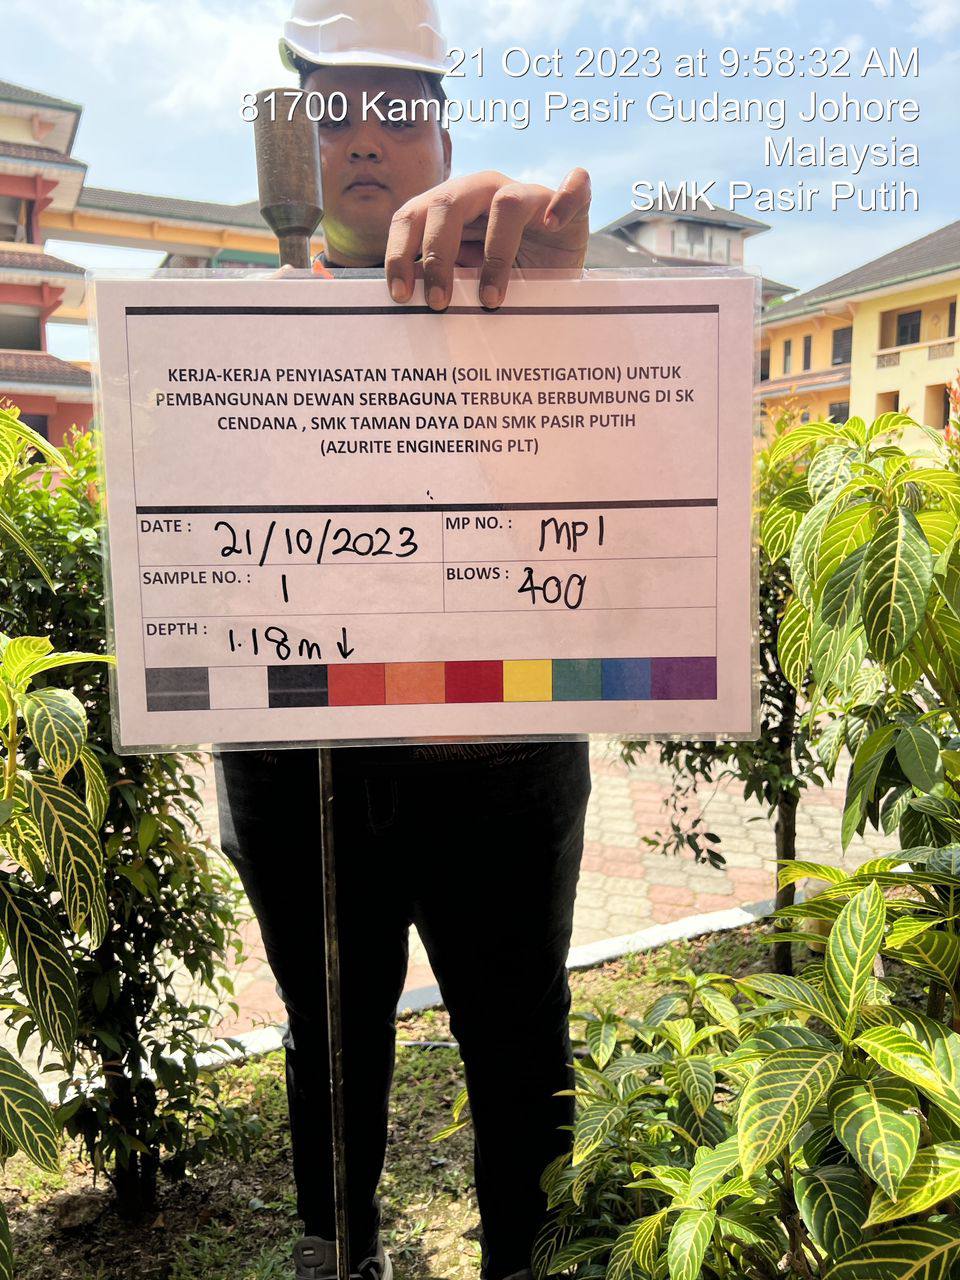 21 Oct 2023 at 9:58:32 AM
81700 Kampung Pasir Gudang Johore
Malaysia
SMK Pasir Putih
KERJA-KERJA PENYIASATAN TANAH (SOIL INVESTIGATION) UNTUK
PEMBANGUNAN DEWAN SERBAGUNA TERBUKA BERBUMBUNG DI SK
CENDANA , SMK TAMAN DAYA DAN SMK PASIR PUTIH
(AZURITE ENGINEERING PLT)
DATE : 21/10/2023 MP NO. : MP1
SAMPLE NO. : 1 BLOWS : 400
DEPTH : 1.18m ↓